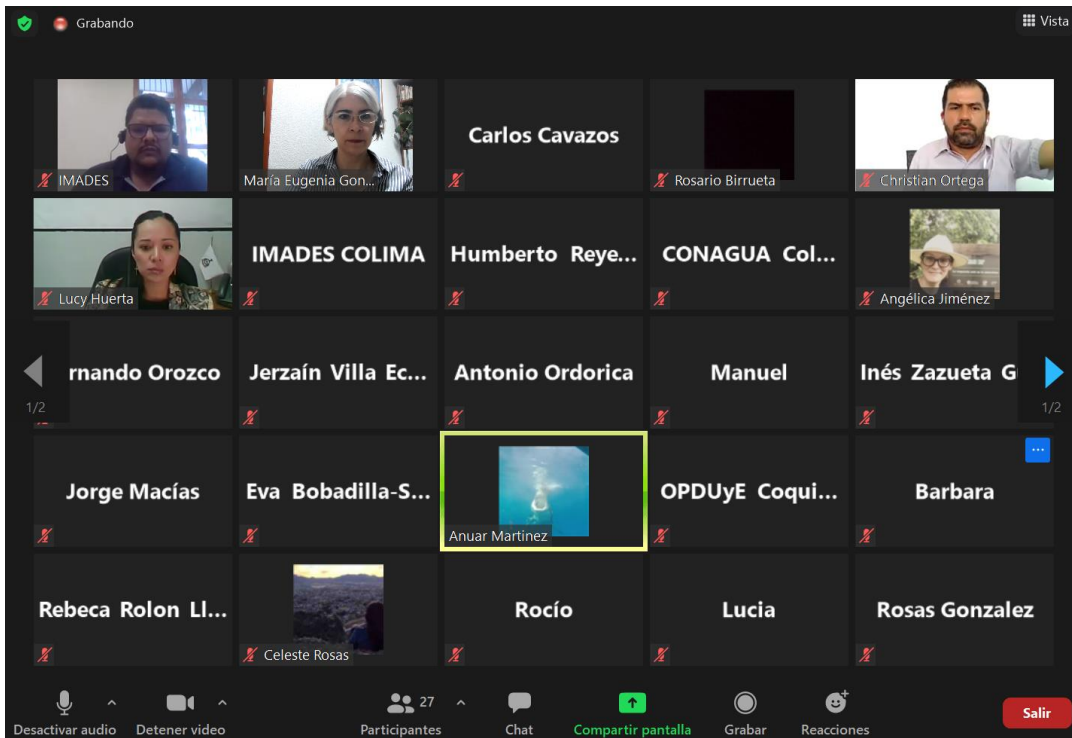 Grabando
Vista
IMADES
María Eugenia Gon...
Carlos Cavazos
Rosario Birrueta
Christian Ortega
Lucy Huerta
IMADES COLIMA
Humberto Reye...
CONAGUA Col...
Angélica Jiménez
rnando Orozco
Jerzaín Villa Ec...
Antonio Ordorica
Manuel
Inés Zazueta G
1/2
1/2
Jorge Macías
Eva Bobadilla-S...
Anuar Martinez
OPDUyE Coqui...
Barbara
Rebeca Rolon Ll...
Celeste Rosas
Rocío
Lucia
Rosas Gonzalez
Desactivar audio
Detener video
27
Participantes
Chat
Compartir pantalla
Grabar
Reacciones
Salir